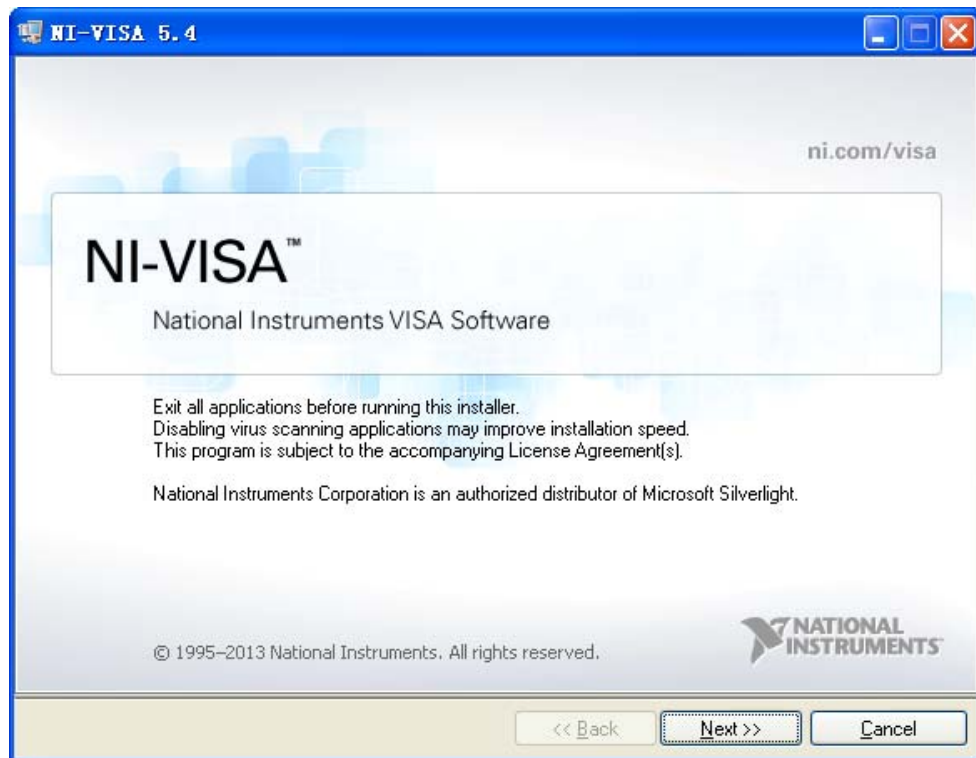 NI-VISA 5.4
ni.com/visa
NI-VISA™
National Instruments VISA Software
Exit all applications before running this installer.
Disabling virus scanning applications may improve installation speed.
This program is subject to the accompanying License Agreement(s).
National Instruments Corporation is an authorized distributor of Microsoft Silverlight.
© 1995–2013 National Instruments. All rights reserved.
NATIONAL
INSTRUMENTS
<< Back
Next >>
Cancel